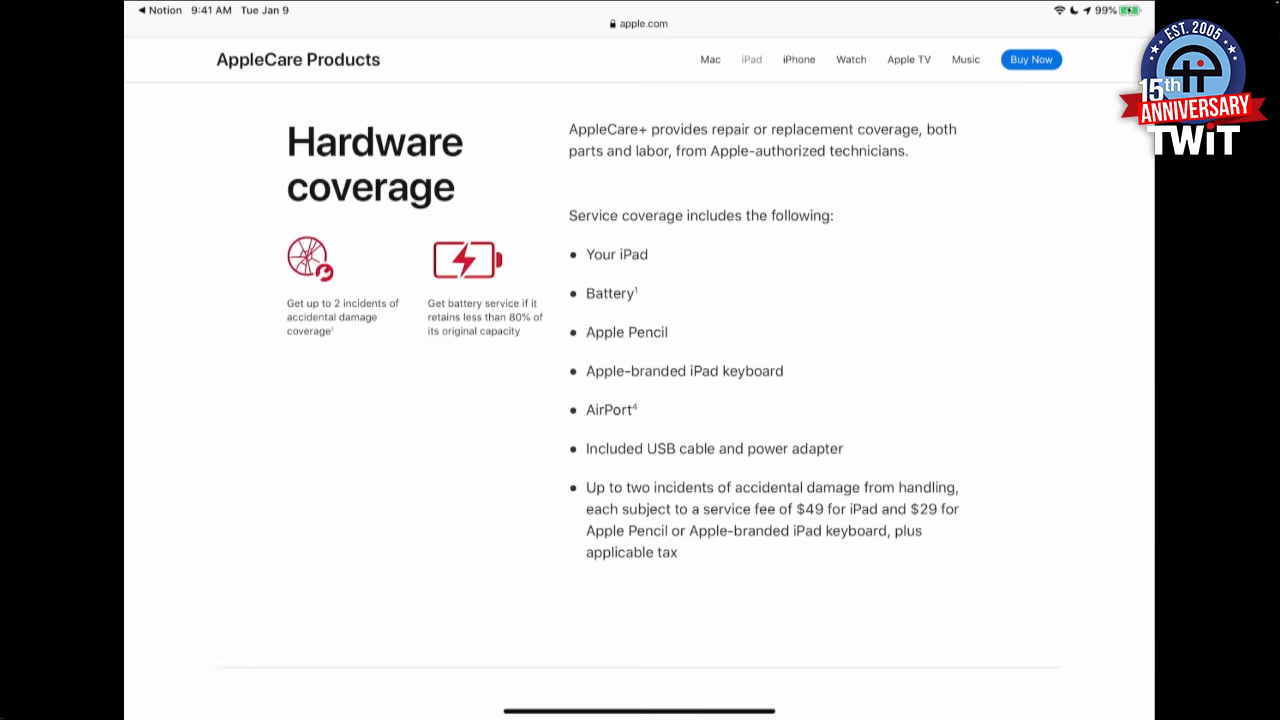 Notion 9:41 AM Tue Jan 9
99%
apple.com
AppleCare Products
Mac iPad iPhone Watch Apple TV Music Buy Now
EST. 2005
15th
ANNIVERSARY
TWiT
Hardware
coverage
Get up to 2 incidents of
accidental damage
coverage¹
Get battery service if it
retains less than 80% of
its original capacity
AppleCare+ provides repair or replacement coverage, both
parts and labor, from Apple-authorized technicians.
Service coverage includes the following:
• Your iPad
• Battery¹
• Apple Pencil
• Apple-branded iPad keyboard
• AirPort⁴
• Included USB cable and power adapter
• Up to two incidents of accidental damage from handling,
each subject to a service fee of $49 for iPad and $29 for
Apple Pencil or Apple-branded iPad keyboard, plus
applicable tax